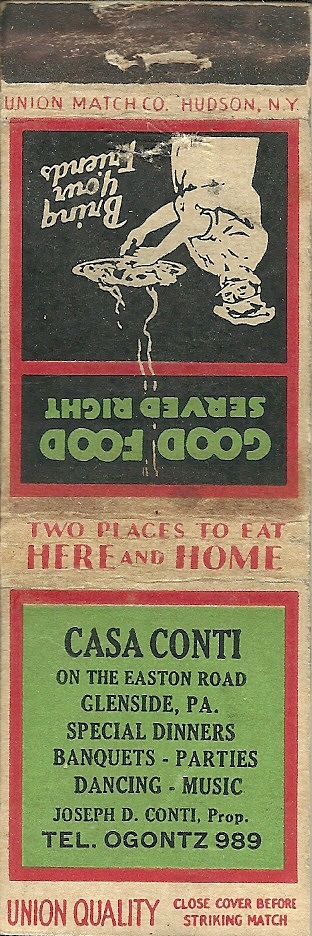 UNION MATCH CO. HUDSON, N.Y.
Bring
your
Friends
GOOD FOOD
SERVED RIGHT
TWO PLACES TO EAT
HERE AND HOME
CASA CONTI
ON THE EASTON ROAD
GLENSIDE, PA.
SPECIAL DINNERS
BANQUETS - PARTIES
DANCING - MUSIC
JOSEPH D. CONTI, Prop.
TEL. OGONTZ 989
UNION QUALITY
CLOSE COVER BEFORE
STRIKING MATCH